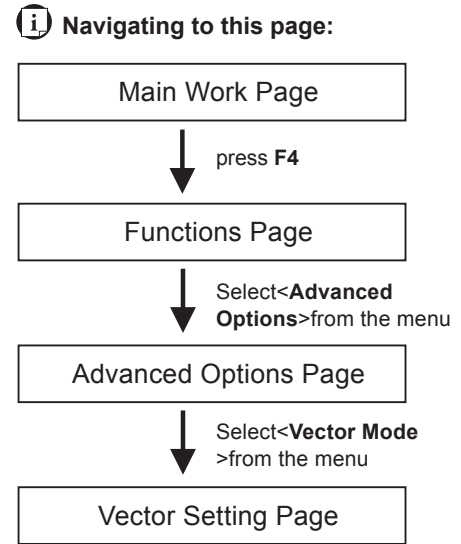 i Navigating to this page:
Main Work Page
press F4
Functions Page
Select<Advanced
Options>from the menu
Advanced Options Page
Select<Vector Mode
>from the menu
Vector Setting Page